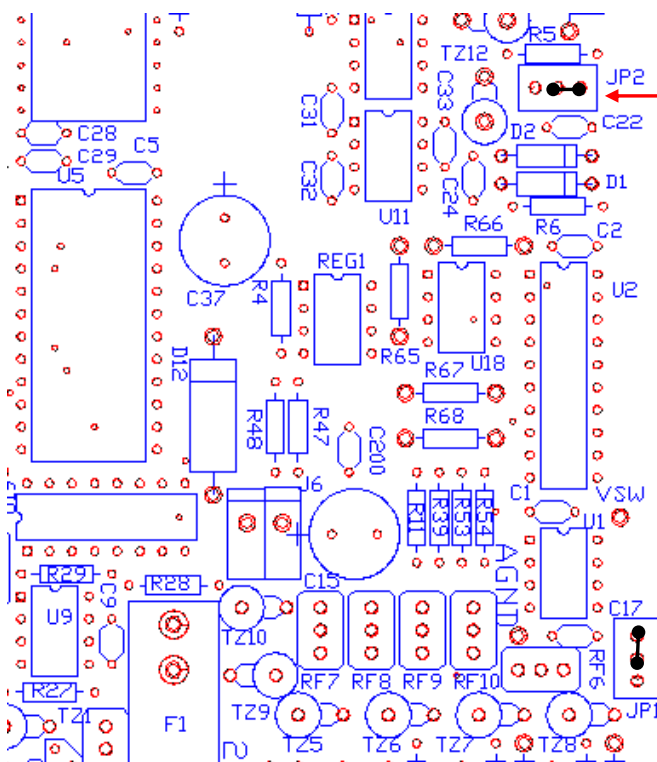 R5
TZ12
JP2
C33
C31
C28
C22
C5
D2
C29
U5
C32
C24
D1
U11
R66
R6
C2
REG1
U2
C37
R4
D12
R65
U18
R67
R48
R47
R68
C200
J6
C1
VSW
R11
R39
R53
R54
U1
AGND
R29
C15
R28
C9
U9
TZ10
C17
RF7
RF8
RF9
RF10
RF6
R27
TZ9
TZ1
JP1
F1
TZ5
TZ6
TZ7
TZ8
2